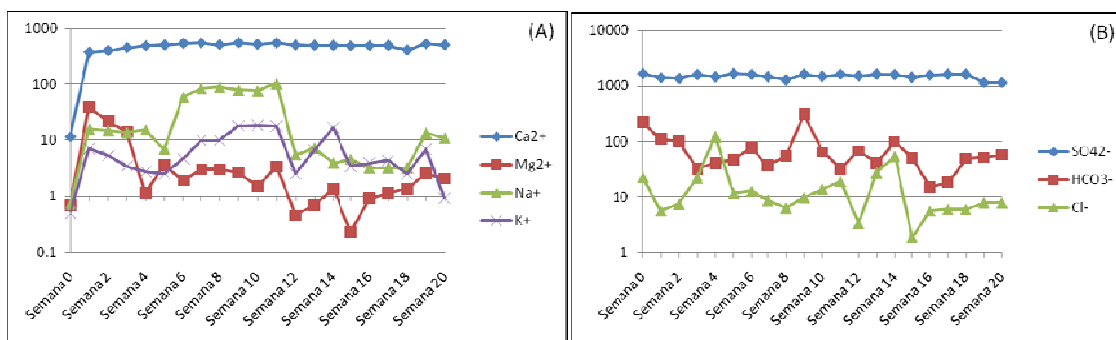 (A)
1000
100
10
1
0.1
Semana 0
Semana 2
Semana 4
Semana 6
Semana 8
Semana 10
Semana 12
Semana 14
Semana 16
Semana 18
Semana 20
Ca2+
Mg2+
Na+
K+
(B)
10000
1000
100
10
1
Semana 0
Semana 2
Semana 4
Semana 6
Semana 8
Semana 10
Semana 12
Semana 14
Semana 16
Semana 18
Semana 20
SO42-
HCO3-
Cl-